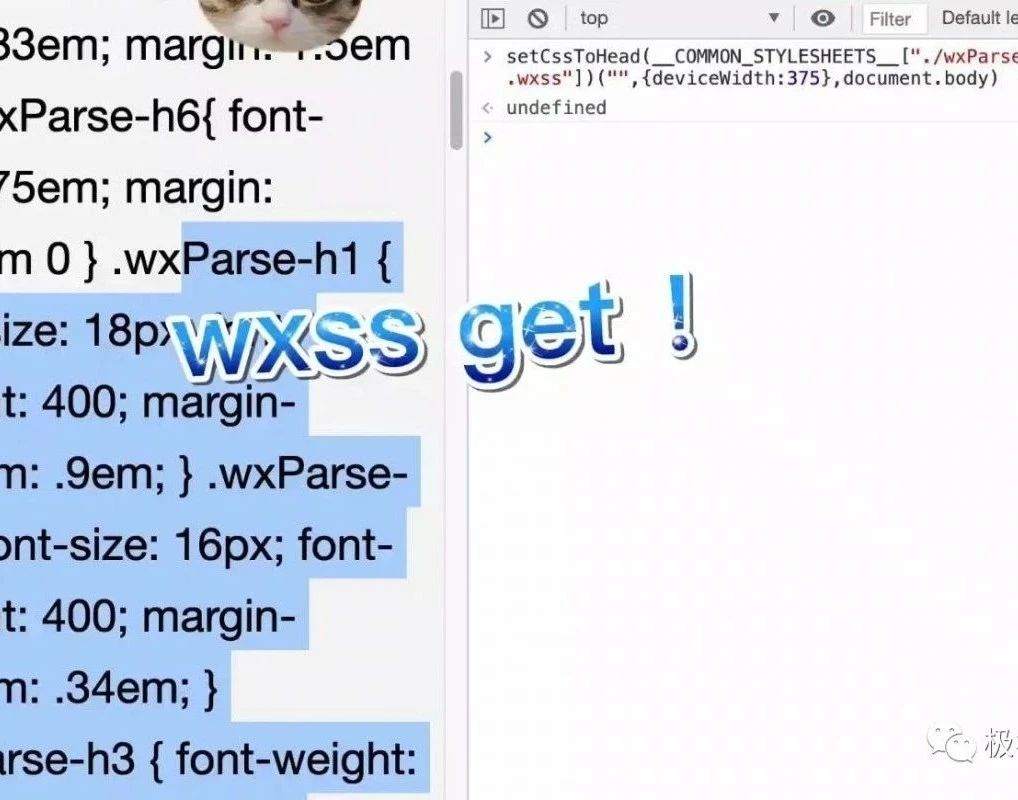 33em; margin: 1.5em
xParse-h6{ font-
75em; margin:
m 0 } .wxParse-h1 {
size: 18px
t: 400; margin-
m: .9em; } .wxParse-
ont-size: 16px; font-
t: 400; margin-
m: .34em; }
arse-h3 { font-weight:
wxss get !
top
Filter
Default le
> setCssToHead(__COMMON_STYLESHEETS__["./wxParse
.wxss"])("",{deviceWidth:375},document.body)
< undefined
>
极